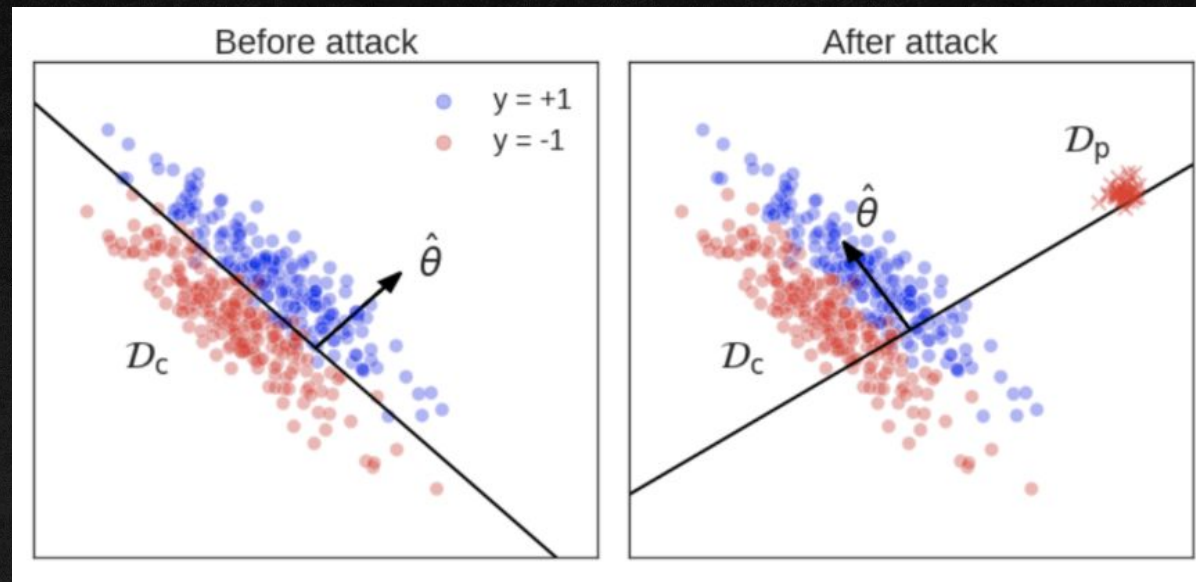 Before attack
y = +1
y = -1
θ̂
𝒟c
After attack
𝒟p
θ̂
𝒟c